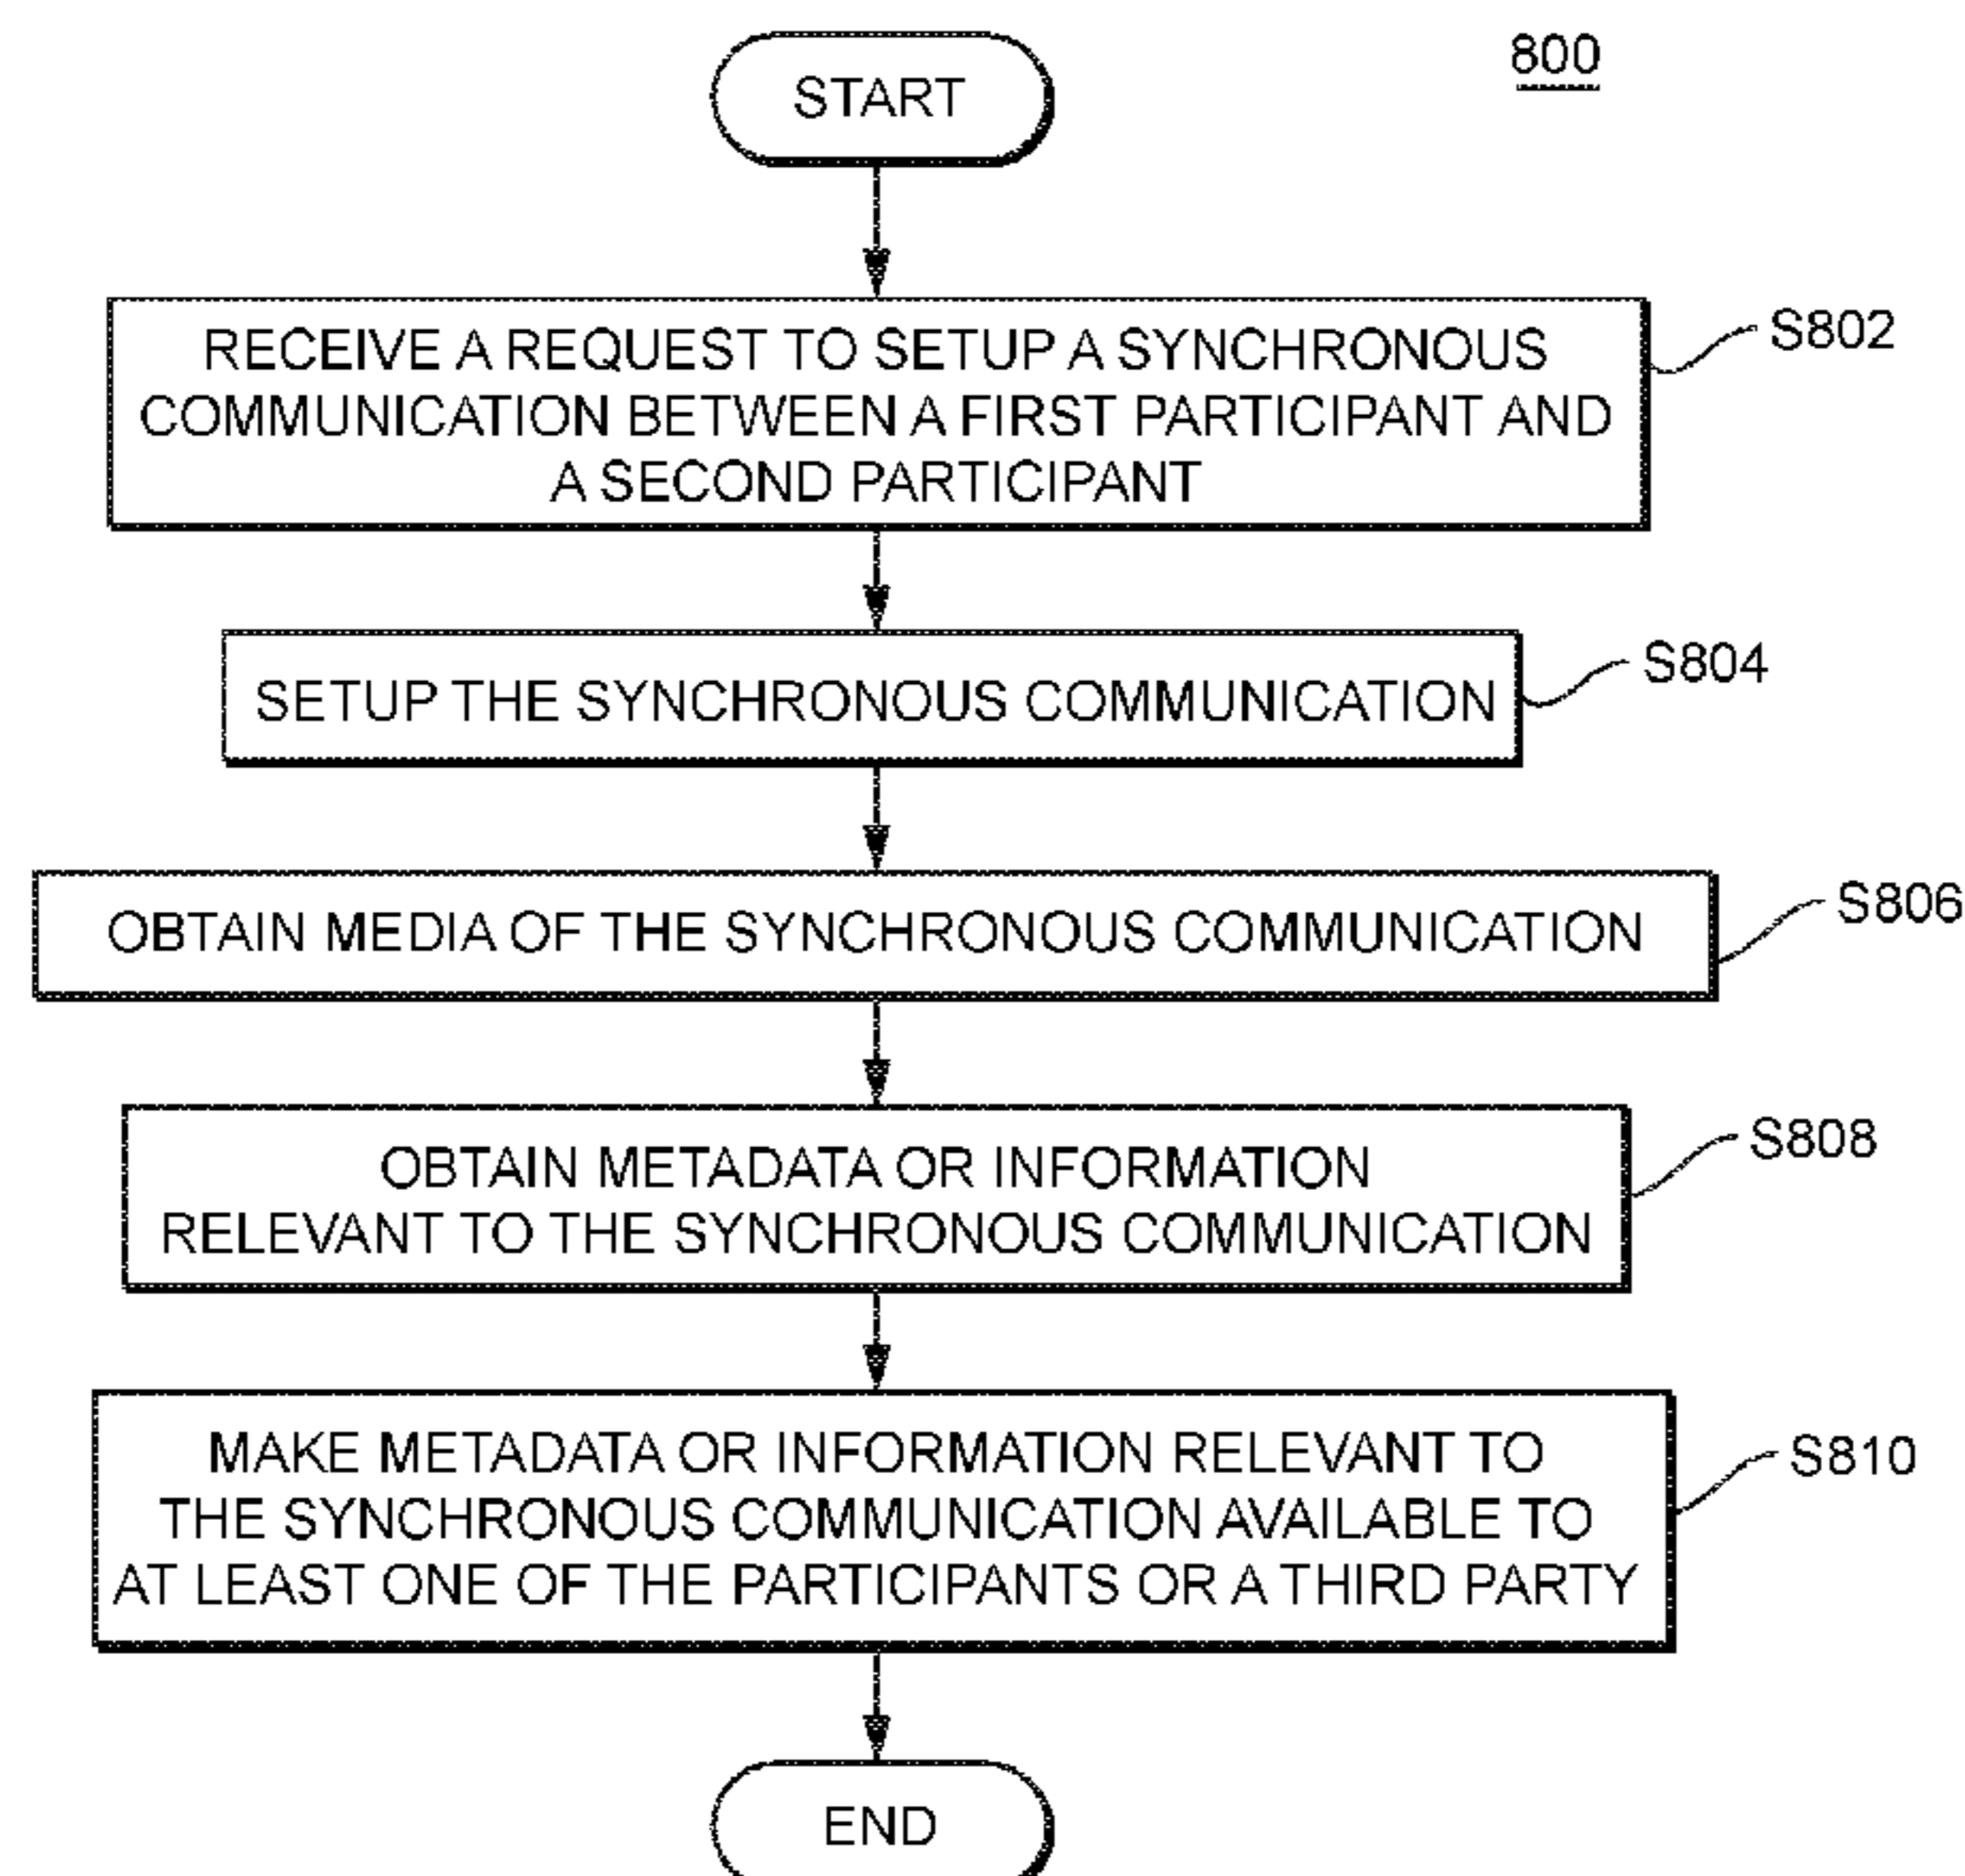 800
START
RECEIVE A REQUEST TO SETUP A SYNCHRONOUS
COMMUNICATION BETWEEN A FIRST PARTICIPANT AND
A SECOND PARTICIPANT
S802
SETUP THE SYNCHRONOUS COMMUNICATION
S804
OBTAIN MEDIA OF THE SYNCHRONOUS COMMUNICATION
S806
OBTAIN METADATA OR INFORMATION
RELEVANT TO THE SYNCHRONOUS COMMUNICATION
S808
MAKE METADATA OR INFORMATION RELEVANT TO
THE SYNCHRONOUS COMMUNICATION AVAILABLE TO
AT LEAST ONE OF THE PARTICIPANTS OR A THIRD PARTY
S810
END